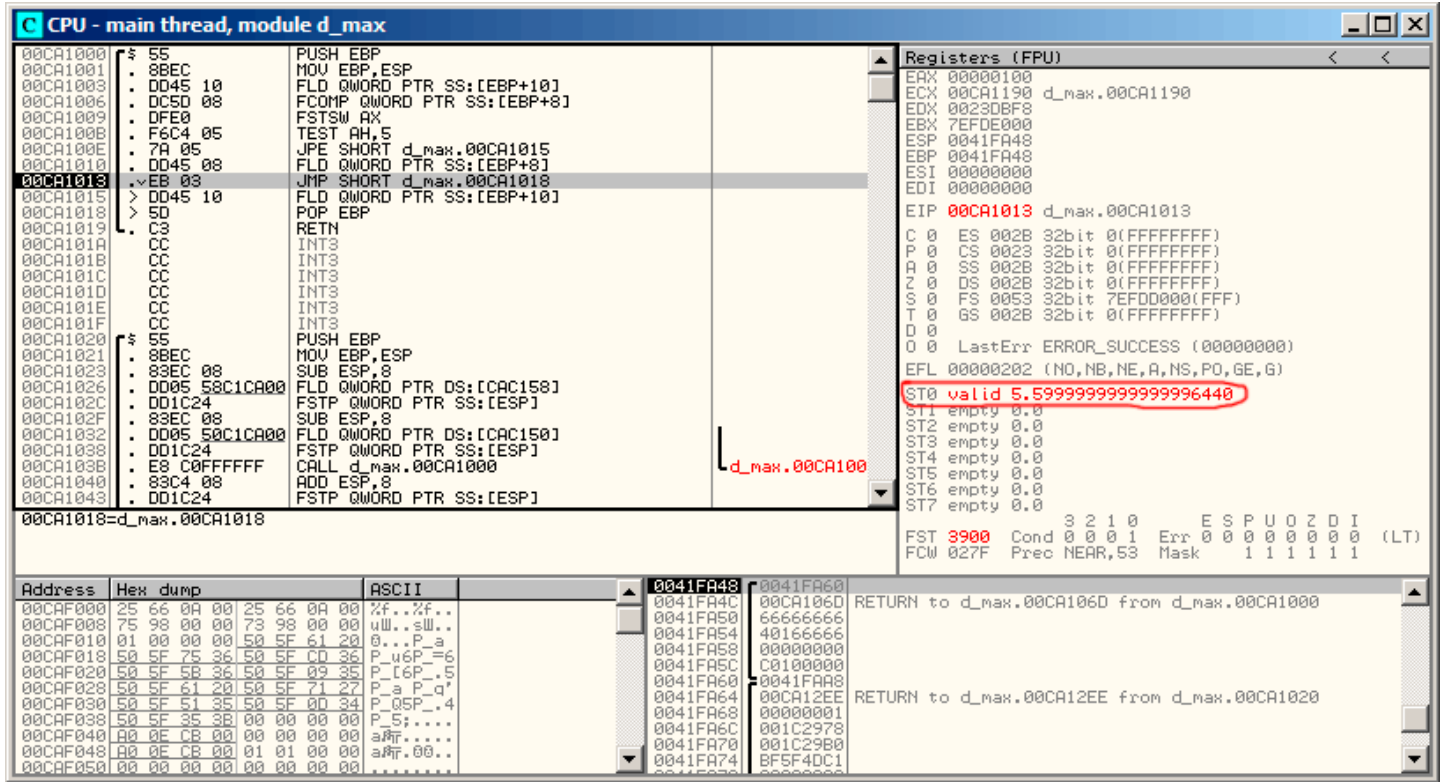 CPU - main thread, module d_max
00CA1000 $ 55 PUSH EBP
00CA1001 . 8BEC MOV EBP,ESP
00CA1003 . DD45 10 FLD QWORD PTR SS:[EBP+10]
00CA1006 . DC5D 08 FCOMP QWORD PTR SS:[EBP+8]
00CA1009 . DFE0 FSTSW AX
00CA100B . F6C4 05 TEST AH,5
00CA100E . 7A 05 JPE SHORT d_max.00CA1015
00CA1010 . DD45 08 FLD QWORD PTR SS:[EBP+8]
00CA1013 .vEB 03 JMP SHORT d_max.00CA1018
00CA1015 > DD45 10 FLD QWORD PTR SS:[EBP+10]
00CA1018 > 5D POP EBP
00CA1019 . C3 RETN
00CA101A CC INT3
00CA101B CC INT3
00CA101C CC INT3
00CA101D CC INT3
00CA101E CC INT3
00CA101F CC INT3
00CA1020 $ 55 PUSH EBP
00CA1021 . 8BEC MOV EBP,ESP
00CA1023 . 83EC 08 SUB ESP,8
00CA1026 . DD05 58C1CA00 FLD QWORD PTR DS:[CAC158]
00CA102C . DD1C24 FSTP QWORD PTR SS:[ESP]
00CA102F . 83EC 08 SUB ESP,8
00CA1032 . DD05 50C1CA00 FLD QWORD PTR DS:[CAC150]
00CA1038 . DD1C24 FSTP QWORD PTR SS:[ESP]
00CA103B . E8 C0FFFFFF CALL d_max.00CA1000 d_max.00CA100
00CA1040 . 83C4 08 ADD ESP,8
00CA1043 . DD1C24 FSTP QWORD PTR SS:[ESP]
00CA1018=d_max.00CA1018
Registers (FPU) < <
EAX 00000100
ECX 00CA1190 d_max.00CA1190
EDX 0023DBF8
EBX 7EFDE000
ESP 0041FA48
EBP 0041FA48
ESI 00000000
EDI 00000000
EIP 00CA1013 d_max.00CA1013
C 0 ES 002B 32bit 0(FFFFFFFF)
P 0 CS 0023 32bit 0(FFFFFFFF)
A 0 SS 002B 32bit 0(FFFFFFFF)
Z 0 DS 002B 32bit 0(FFFFFFFF)
S 0 FS 0053 32bit 7EFDD000(FFF)
T 0 GS 002B 32bit 0(FFFFFFFF)
D 0
O 0 LastErr ERROR_SUCCESS (00000000)
EFL 00000202 (NO,NB,NE,A,NS,PO,GE,G)
ST0 valid 5.5999999999999996440
ST1 empty 0.0
ST2 empty 0.0
ST3 empty 0.0
ST4 empty 0.0
ST5 empty 0.0
ST6 empty 0.0
ST7 empty 0.0
3 2 1 0 E S P U O Z D I
FST 3900 Cond 0 0 0 1 Err 0 0 0 0 0 0 0 0 (LT)
FCW 027F Prec NEAR,53 Mask 1 1 1 1 1 1
Address Hex dump ASCII
00CAF000 25 66 0A 00 25 66 0A 00 %f..%f..
00CAF008 75 98 00 00 73 98 00 00
00CAF010 01 00 00 00 50 5F 61 20 0...P_a
00CAF018 50 5F 75 36 50 5F CD 36 P_u6P_=6
00CAF020 50 5F 5B 36 50 5F 09 35 P_[6P_.5
00CAF028 50 5F 61 20 50 5F 71 27 P_a P_q'
00CAF030 50 5F 51 35 50 5F 0D 34 P_Q5P_.4
00CAF038 50 5F 35 3B 00 00 00 00 P_5;....
00CAF040 A0 0E CB 00 00 00 00 00
00CAF048 A0 0E CB 00 01 01 00 00
00CAF050 00 00 00 00 00 00 00 00 ........
0041FA48 0041FA60
0041FA4C 00CA106D RETURN to d_max.00CA106D from d_max.00CA1000
0041FA50 66666666
0041FA54 40166666
0041FA58 00000000
0041FA5C C0100000
0041FA60 0041FAA8
0041FA64 00CA12EE RETURN to d_max.00CA12EE from d_max.00CA1020
0041FA68 00000001
0041FA6C 001C2978
0041FA70 001C29B0
0041FA74 BF5F4DC1